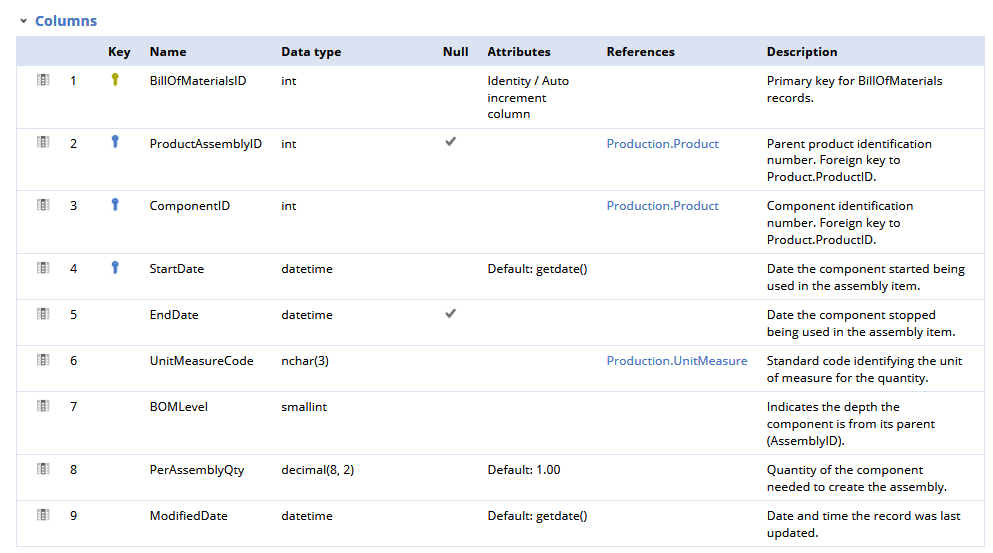 Columns
Key Name Data type Null Attributes References Description
1 BillOfMaterialsID int Identity / Auto Primary key for BillOfMaterials
increment records.
column
2 ProductAssemblyID int Production.Product Parent product identification
number. Foreign key to
Product.ProductID.
3 ComponentID int Production.Product Component identification
number. Foreign key to
Product.ProductID.
4 StartDate datetime Default: getdate() Date the component started being
used in the assembly item.
5 EndDate datetime Date the component stopped
being used in the assembly item.
6 UnitMeasureCode nchar(3) Production.UnitMeasure Standard code identifying the unit
of measure for the quantity.
7 BOMLevel smallint Indicates the depth the
component is from its parent
(AssemblyID).
8 PerAssemblyQty decimal(8, 2) Default: 1.00 Quantity of the component
needed to create the assembly.
9 ModifiedDate datetime Default: getdate() Date and time the record was last
updated.